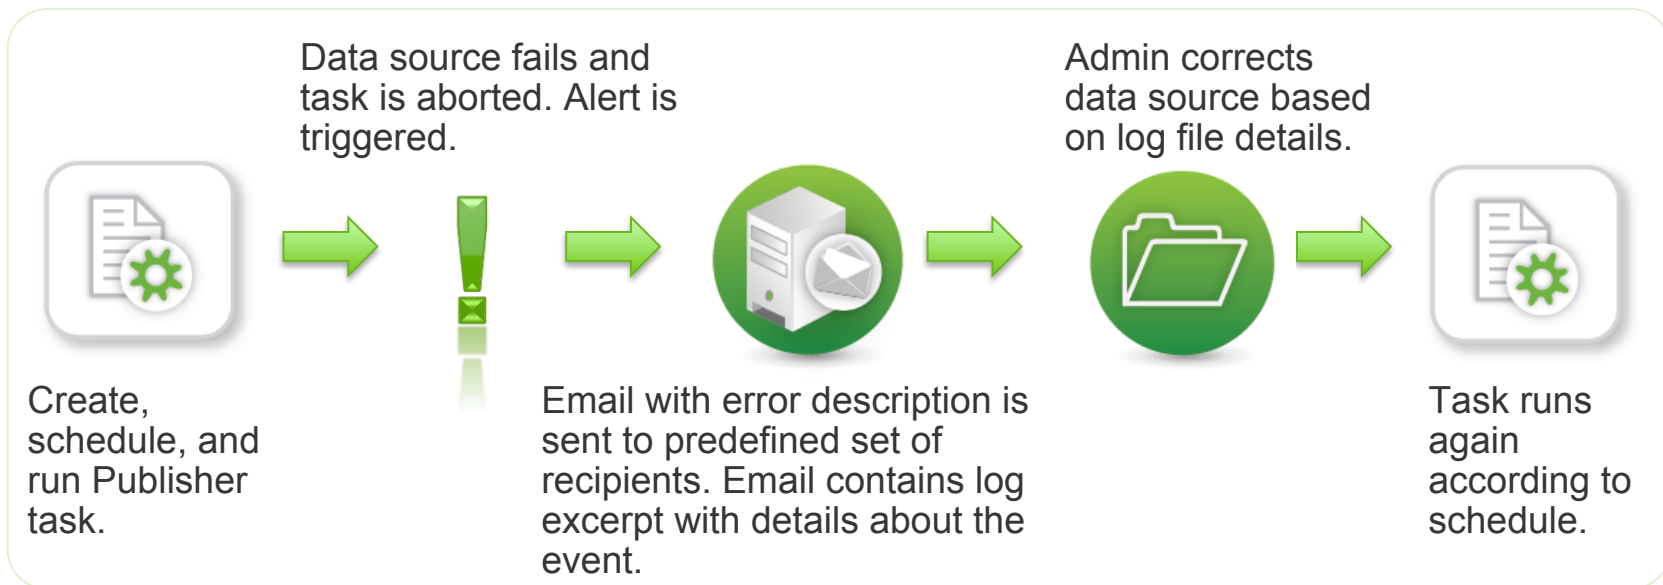 Create,
schedule, and
run Publisher
task.
Data source fails and
task is aborted. Alert is
triggered.
Email with error description is
sent to predefined set of
recipients. Email contains log
excerpt with details about the
event.
Admin corrects
data source based
on log file details.
Task runs
again
according to
schedule.